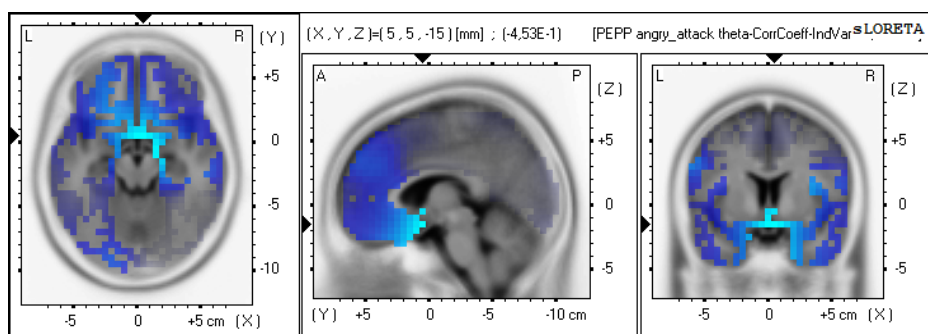 (X,Y,Z)=(5,5,-15)[mm] ; (-4,53E-1) [PEPP angry_attack theta-CorrCoeff-IndVar sLORETA
L R (Y)
+5
0
-5
-10
-5 0 +5 cm (X)
A P (Z)
+5
0
-5
(Y) +5 0 -5 -10 cm
L R (Z)
+5
0
-5
-5 0 +5 cm (X)